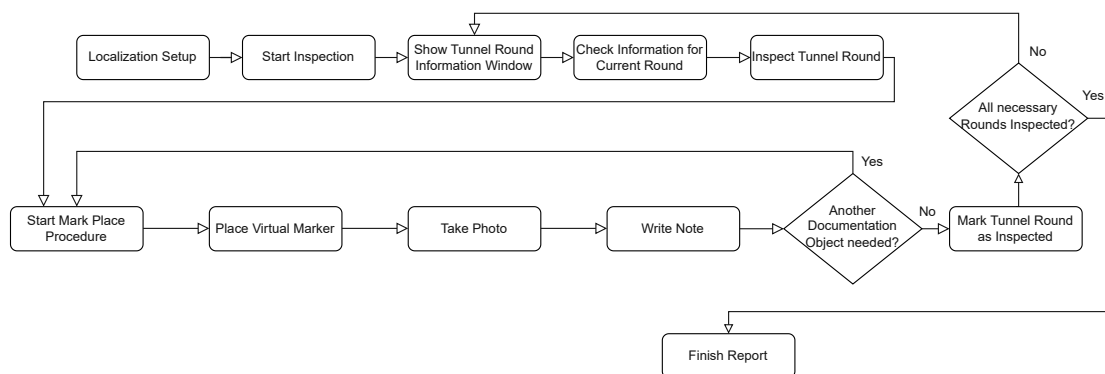 Localization Setup
Start Inspection
Show Tunnel Round
Information Window
Check Information for
Current Round
Inspect Tunnel Round
No
Yes
All necessary
Rounds Inspected?
Yes
Start Mark Place
Procedure
Place Virtual Marker
Take Photo
Write Note
Another
Documentation
Object needed?
No
Mark Tunnel Round
as Inspected
Finish Report